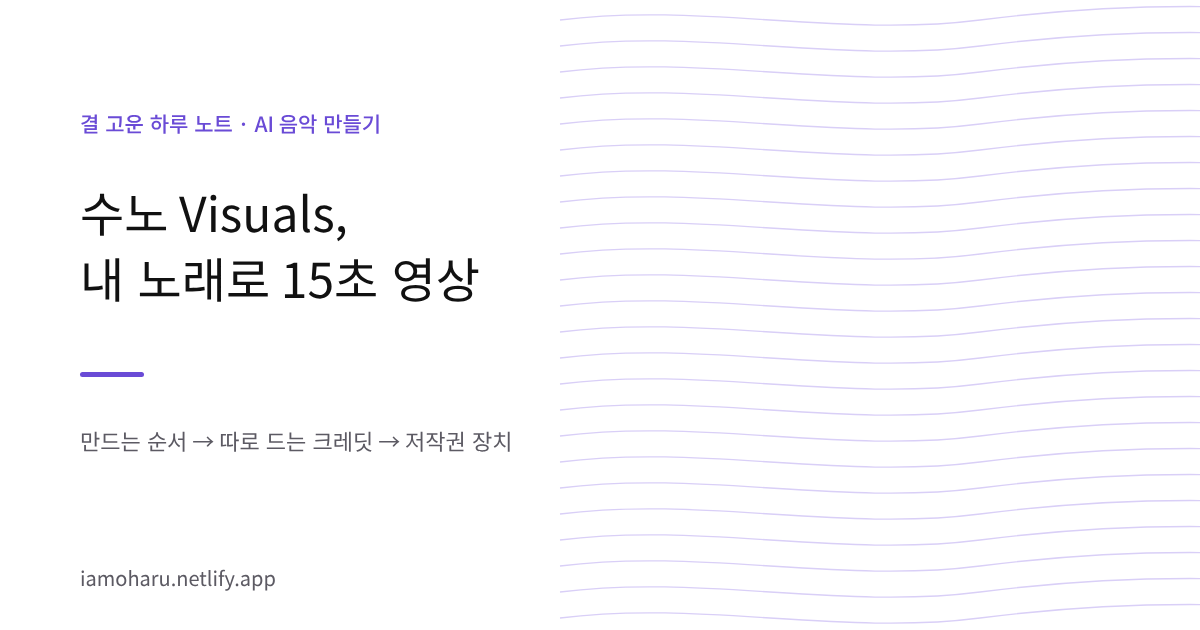 결 고운 하루 노트 · AI 음악 만들기
수노 Visuals,
내 노래로 15초 영상
만드는 순서 → 따로 드는 크레딧 → 저작권 장치
iamoharu.netlify.app